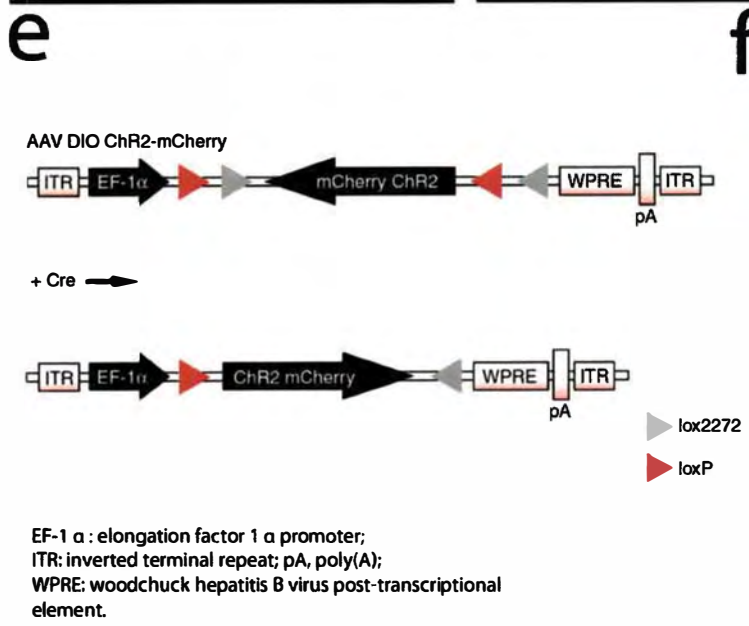 e
f
AAV DIO ChR2-mCherry
ITR EF-1α mCherry ChR2 WPRE ITR
pA
+ Cre
ITR EF-1α ChR2 mCherry WPRE ITR
pA
lox2272
loxP
EF-1 α : elongation factor 1 α promoter;
ITR: inverted terminal repeat; pA, poly(A);
WPRE: woodchuck hepatitis B virus post-transcriptional
element.